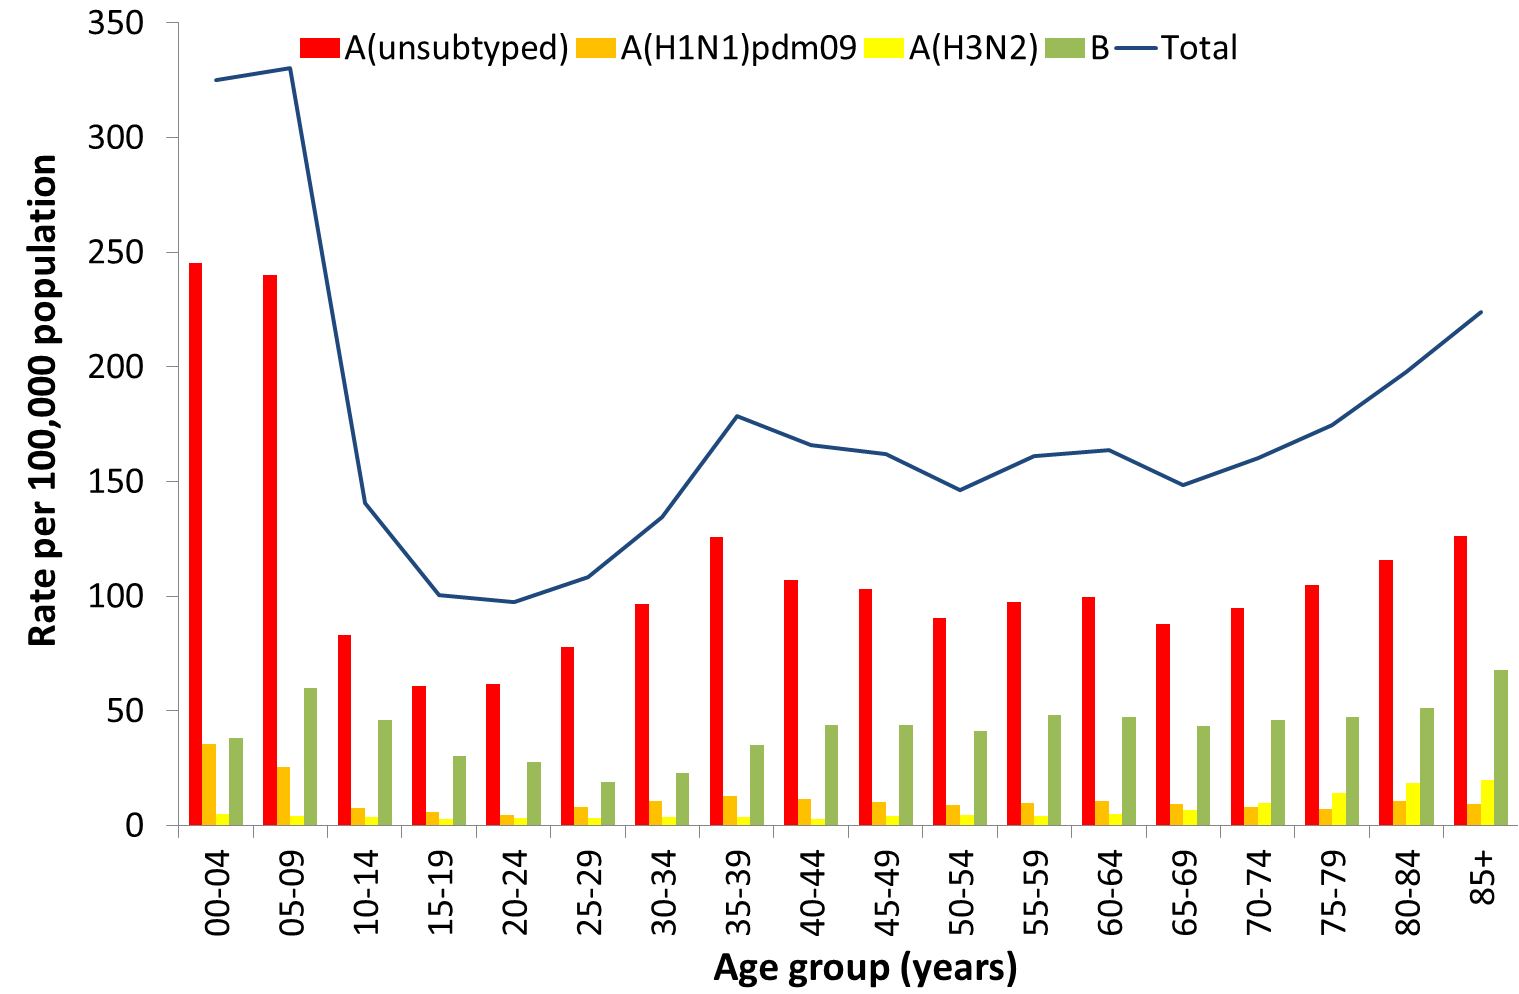 350
A(unsubtyped) A(H1N1)pdm09 A(H3N2) B Total
300
250
200
150
100
50
0
Rate per 100,000 population
00-04 05-09 10-14 15-19 20-24 25-29 30-34 35-39 40-44 45-49 50-54 55-59 60-64 65-69 70-74 75-79 80-84 85+
Age group (years)